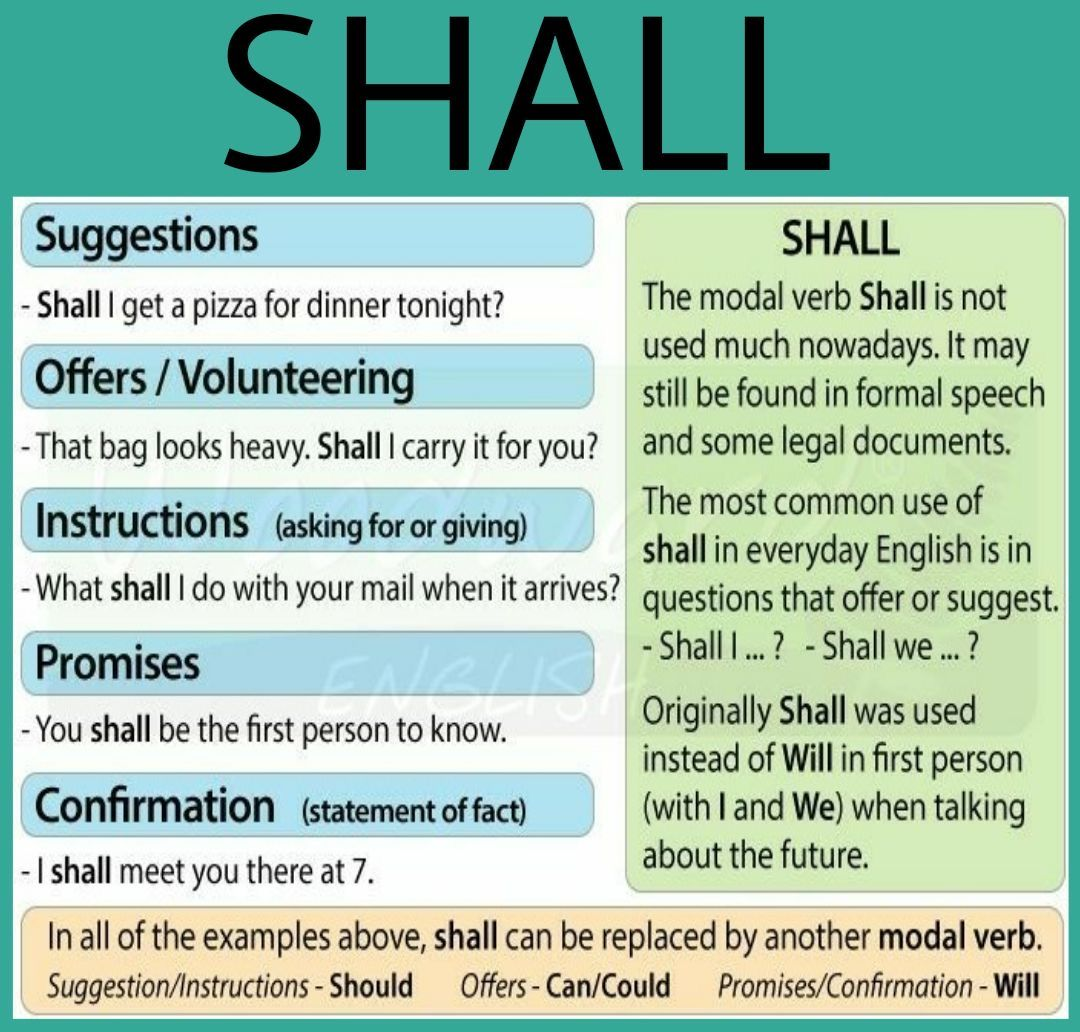 SHALL
Suggestions
- Shall I get a pizza for dinner tonight?
Offers / Volunteering
- That bag looks heavy. Shall I carry it for you?
Instructions (asking for or giving)
- What shall I do with your mail when it arrives?
Promises
- You shall be the first person to know.
Confirmation (statement of fact)
- I shall meet you there at 7.
SHALL
The modal verb Shall is not
used much nowadays. It may
still be found in formal speech
and some legal documents.
The most common use of
shall in everyday English is in
questions that offer or suggest.
- Shall I ... ? - Shall we ... ?
Originally Shall was used
instead of Will in first person
(with I and We) when talking
about the future.
In all of the examples above, shall can be replaced by another modal verb.
Suggestion/Instructions - Should Offers - Can/Could Promises/Confirmation - Will
Woodward ®
ENGLISH